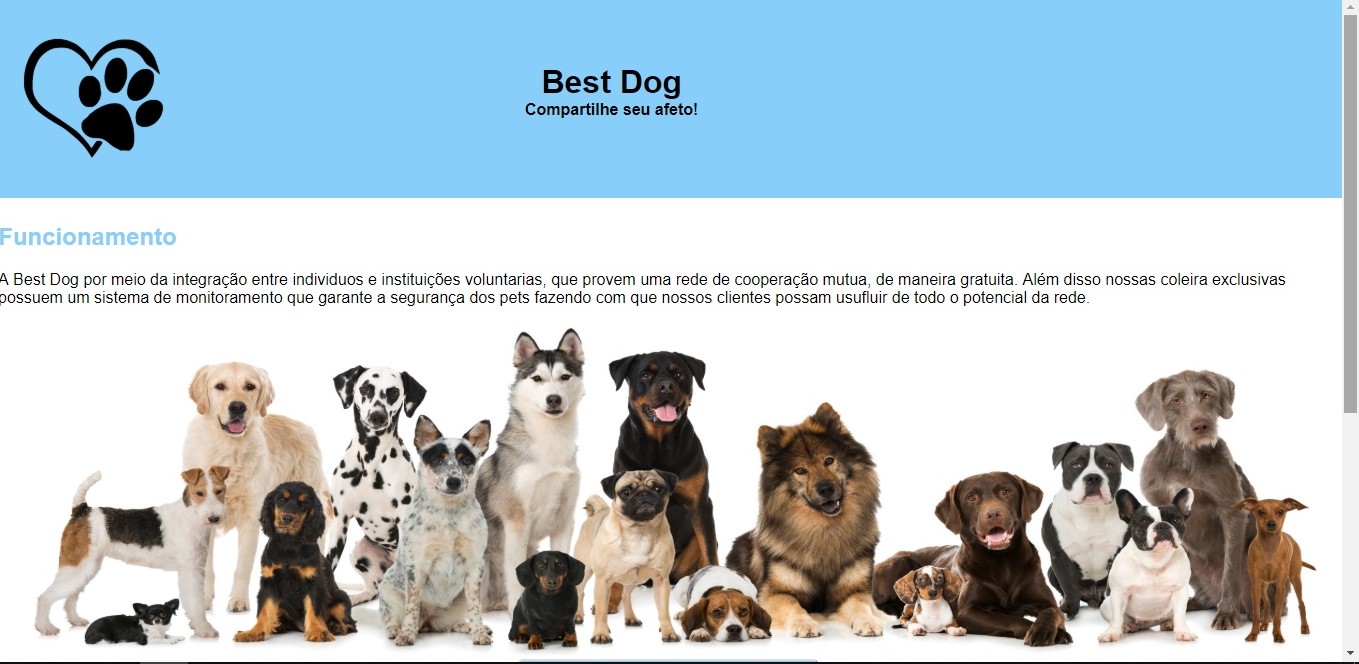 Best Dog
Compartilhe seu afeto!
Funcionamento
A Best Dog por meio da integração entre individuos e instituições voluntarias, que provem uma rede de cooperação mutua, de maneira gratuita. Além disso nossas coleira exclusivas
possuem um sistema de monitoramento que garante a segurança dos pets fazendo com que nossos clientes possam usufluir de todo o potencial da rede.